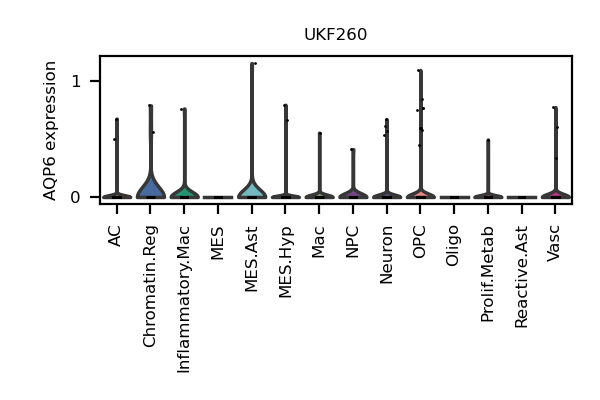 UKF260
AQP6 expression
1
0
AC
Chromatin.Reg
Inflammatory.Mac
MES
MES.Ast
MES.Hyp
Mac
NPC
Neuron
OPC
Oligo
Prolif.Metab
Reactive.Ast
Vasc